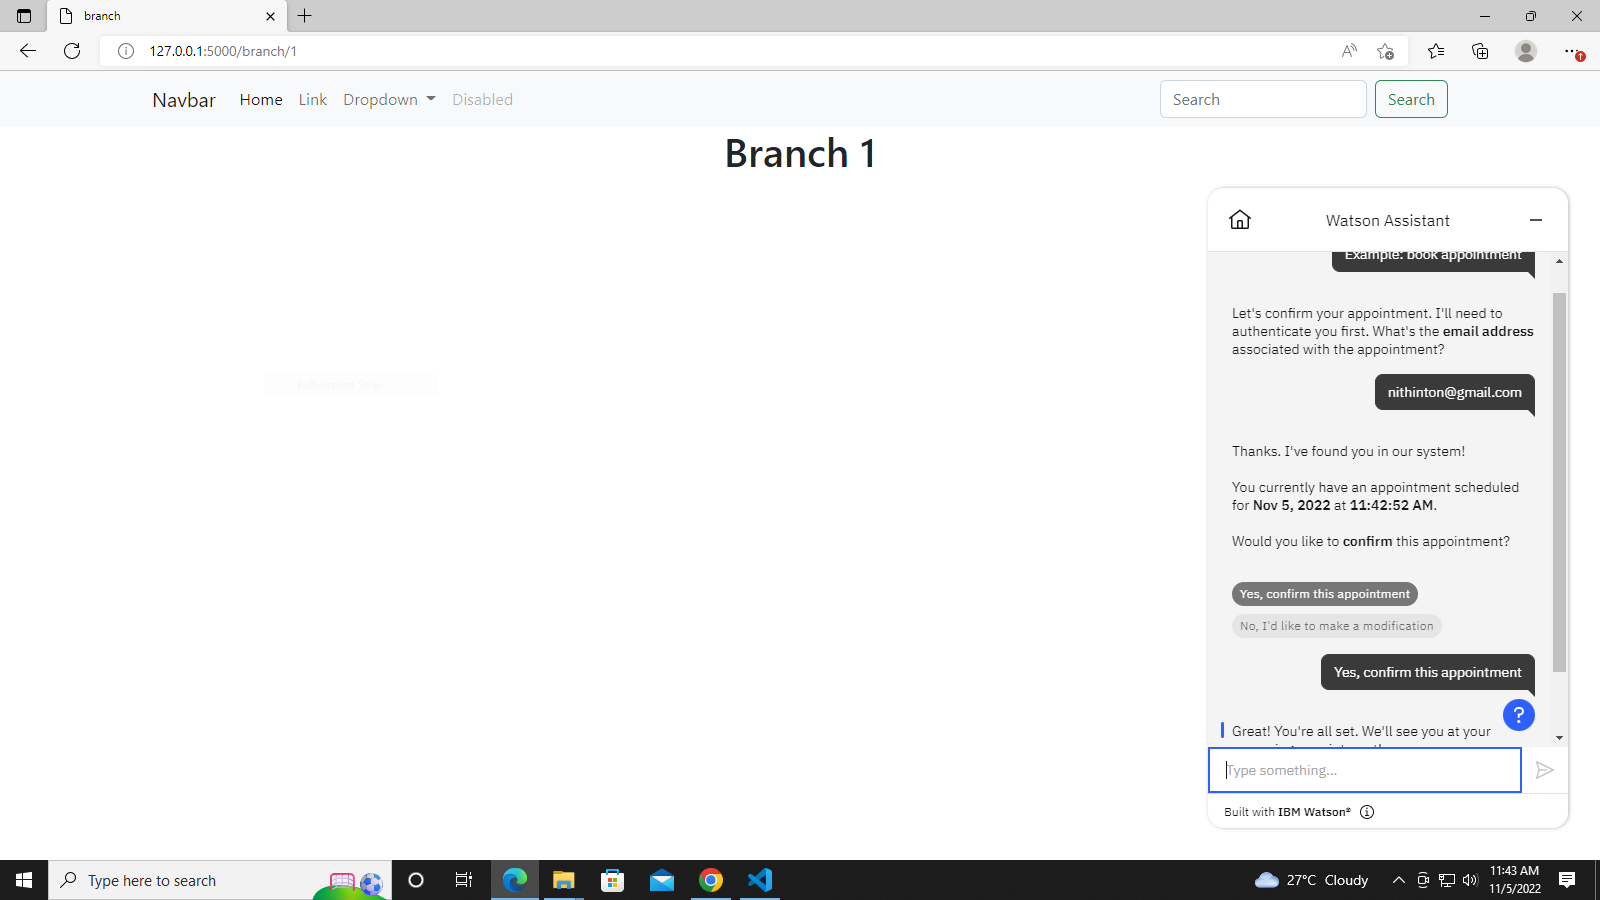 branch
127.0.0.1:5000/branch/1
Navbar Home Link Dropdown Disabled Search Search
Branch 1
Watson Assistant
Example: book appointment
Let's confirm your appointment. I'll need to
authenticate you first. What's the email address
associated with the appointment?
nithinton@gmail.com
Full-screen Snip
Thanks. I've found you in our system!
You currently have an appointment scheduled
for Nov 5, 2022 at 11:42:52 AM.
Would you like to confirm this appointment?
Yes, confirm this appointment
No, I'd like to make a modification
Yes, confirm this appointment
?
Great! You're all set. We'll see you at your
Type something...
Built with IBM Watson®
Type here to search
27°C Cloudy
11:43 AM
11/5/2022